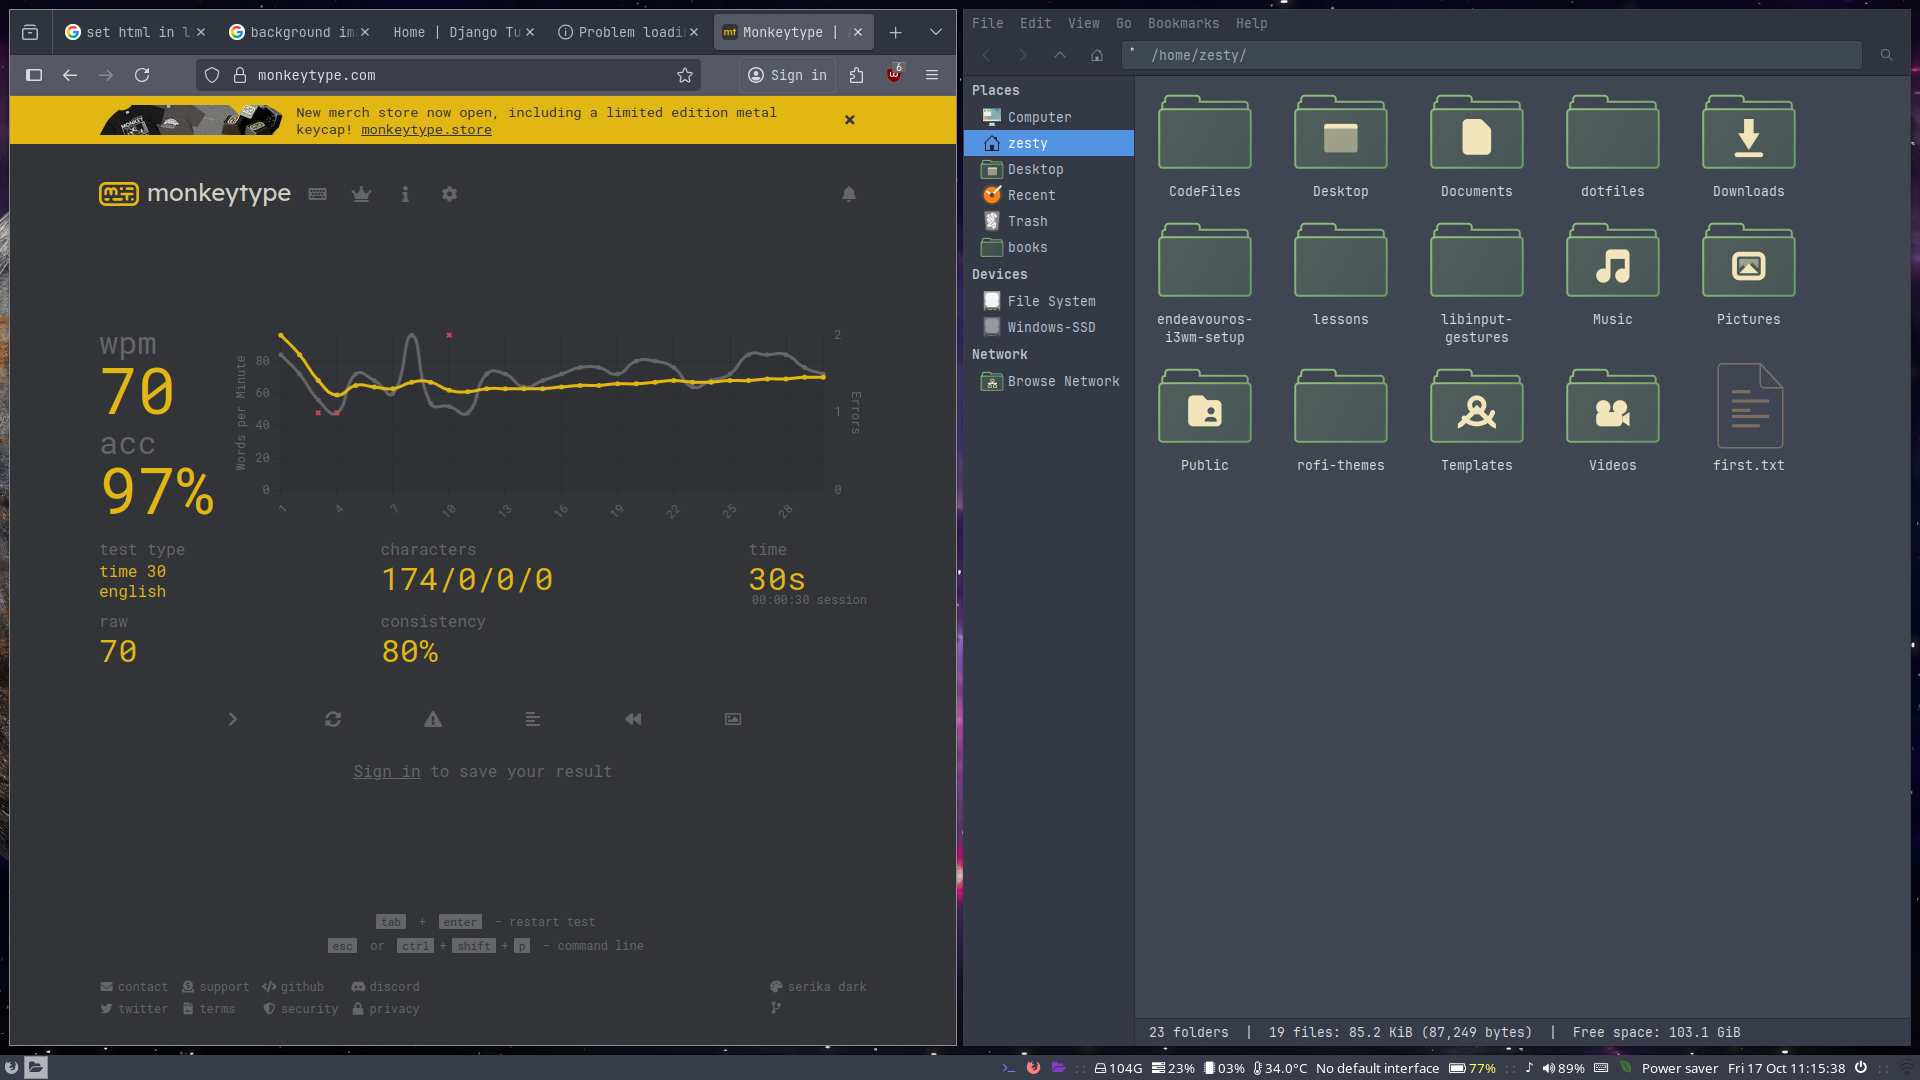 set html in l
background im
Home | Django Tu
Problem loadi
Monkeytype |
monkeytype.com
Sign in
6
New merch store now open, including a limited edition metal
keycap! monkeytype.store
monkeytype
wpm
70
acc
97%
Words per Minute
80
60
40
20
0
2
1
0
Errors
1 4 7 10 13 16 19 22 25 28
test type
time 30
english
characters
174/0/0/0
time
30s
00:00:30 session
raw
70
consistency
80%
Sign in to save your result
tab + enter - restart test
esc or ctrl + shift + p - command line
contact support github discord
twitter terms security privacy
serika dark
File Edit View Go Bookmarks Help
/home/zesty/
Places
Computer
zesty
Desktop
Recent
Trash
books
Devices
File System
Windows-SSD
Network
Browse Network
CodeFiles Desktop Documents dotfiles Downloads
endeavouros-
i3wm-setup
lessons
libinput-
gestures
Music
Pictures
Public rofi-themes Templates Videos first.txt
23 folders | 19 files: 85.2 KiB (87,249 bytes) | Free space: 103.1 GiB
104G 23% 03% 34.0°C No default interface 77% 89% Power saver Fri 17 Oct 11:15:38